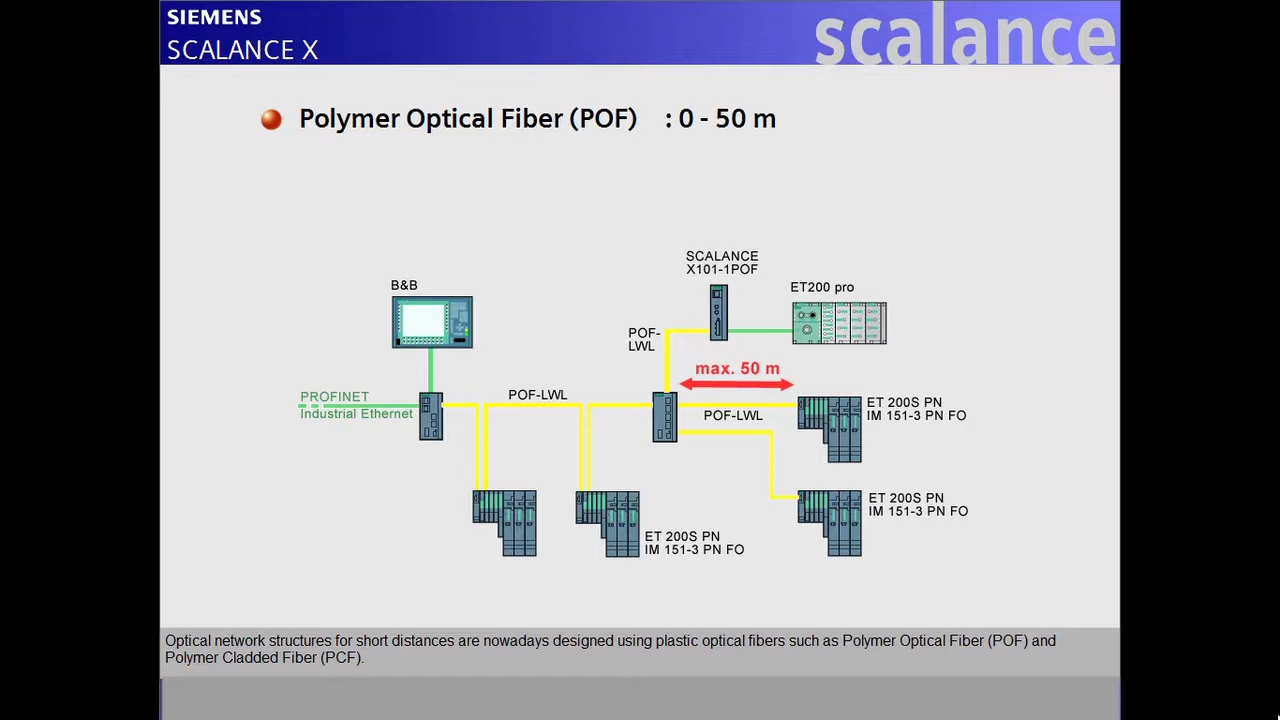 SIEMENS
SCALANCE X
scalance
Polymer Optical Fiber (POF) : 0 - 50 m
SCALANCE
X101-1POF
B&B
ET200 pro
POF-
LWL
max. 50 m
PROFINET
Industrial Ethernet
POF-LWL
POF-LWL
ET 200S PN
IM 151-3 PN FO
ET 200S PN
IM 151-3 PN FO
ET 200S PN
IM 151-3 PN FO
Optical network structures for short distances are nowadays designed using plastic optical fibers such as Polymer Optical Fiber (POF) and
Polymer Cladded Fiber (PCF).